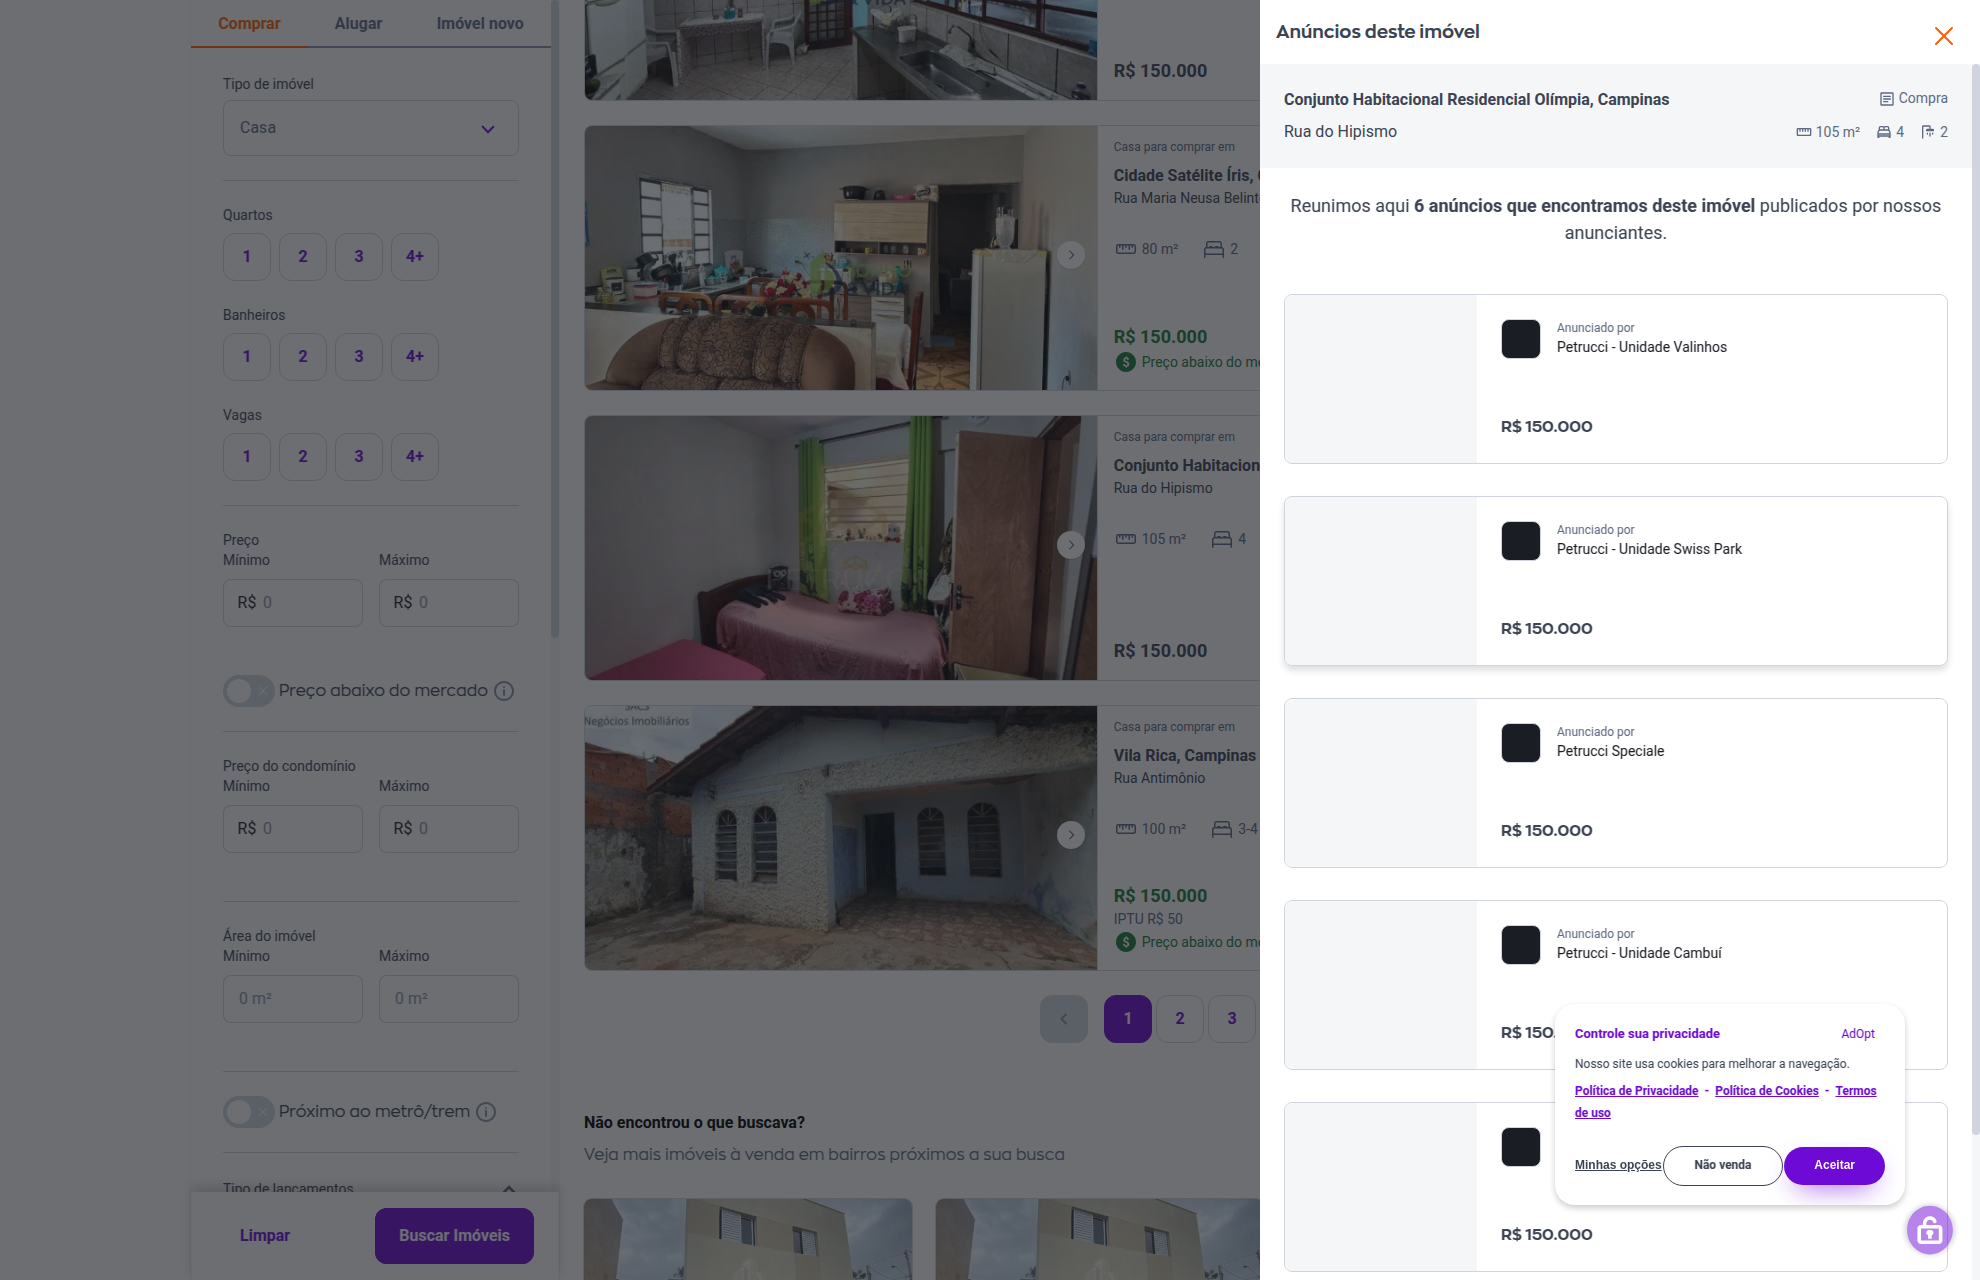 Comprar
Alugar
Imóvel novo
Tipo de imóvel
Casa
Quartos
1
2
3
4+
Banheiros
1
2
3
4+
Vagas
1
2
3
4+
Preço
Mínimo
Máximo
R$ 0
R$ 0
Preço abaixo do mercado
Preço do condomínio
Mínimo
Máximo
R$ 0
R$ 0
Área do imóvel
Mínimo
Máximo
0 m²
0 m²
Próximo ao metrô/trem
Tipo de lançamentos
Limpar
Buscar Imóveis
R$ 150.000
Casa para comprar em
Cidade Satélite Íris,
Rua Maria Neusa Belint
80 m²
2
R$ 150.000
Preço abaixo do me
Casa para comprar em
Conjunto Habitacion
Rua do Hipismo
105 m²
4
R$ 150.000
Negócios Imobiliários
Casa para comprar em
Vila Rica, Campinas
Rua Antimônio
100 m²
3-4
R$ 150.000
IPTU R$ 50
Preço abaixo do me
1
2
3
Não encontrou o que buscava?
Veja mais imóveis à venda em bairros próximos a sua busca
Anúncios deste imóvel
Conjunto Habitacional Residencial Olímpia, Campinas
Compra
Rua do Hipismo
105 m²
4
2
Reunimos aqui 6 anúncios que encontramos deste imóvel publicados por nossos
anunciantes.
Anunciado por
Petrucci - Unidade Valinhos
R$ 150.000
Anunciado por
Petrucci - Unidade Swiss Park
R$ 150.000
Anunciado por
Petrucci Speciale
R$ 150.000
Anunciado por
Petrucci - Unidade Cambuí
R$ 150.
R$ 150.000
Controle sua privacidade
AdOpt
Nosso site usa cookies para melhorar a navegação.
Política de Privacidade - Política de Cookies - Termos
de uso
Minhas opções
Não venda
Aceitar